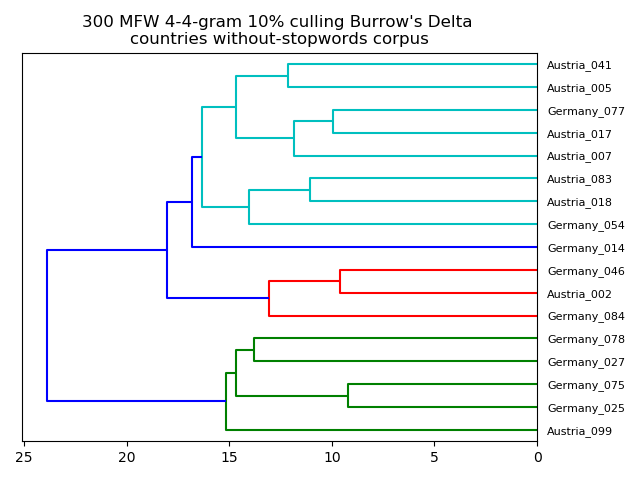 300 MFW 4-4-gram 10% culling Burrow's Delta
countries without-stopwords corpus
Austria_041
Austria_005
Germany_077
Austria_017
Austria_007
Austria_083
Austria_018
Germany_054
Germany_014
Germany_046
Austria_002
Germany_084
Germany_078
Germany_027
Germany_075
Germany_025
Austria_099
25 20 15 10 5 0